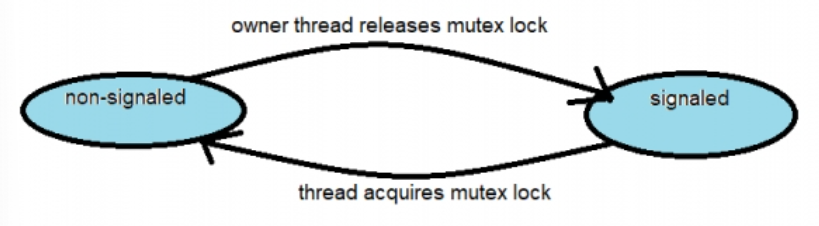 owner thread releases mutex lock
non-signaled
signaled
thread acquires mutex lock